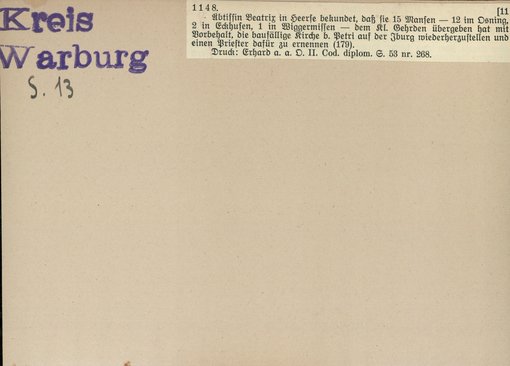 Kreis
Warburg
S. 13
1148. [11
Äbtissin Beatrix in Heerse bekundet, daß sie 15 Mansen — 12 im Osning,
2 in Eckhusen, 1 in Wiggermissen — dem Kl. Gehrden übergeben hat mit
Vorbehalt, die baufällige Kirche b. Petri auf der Iburg wiederherzustellen und
einen Priester dafür zu ernennen (179).
Druck: Erhard a. a. O. II. Cod. diplom. S. 53 nr. 268.